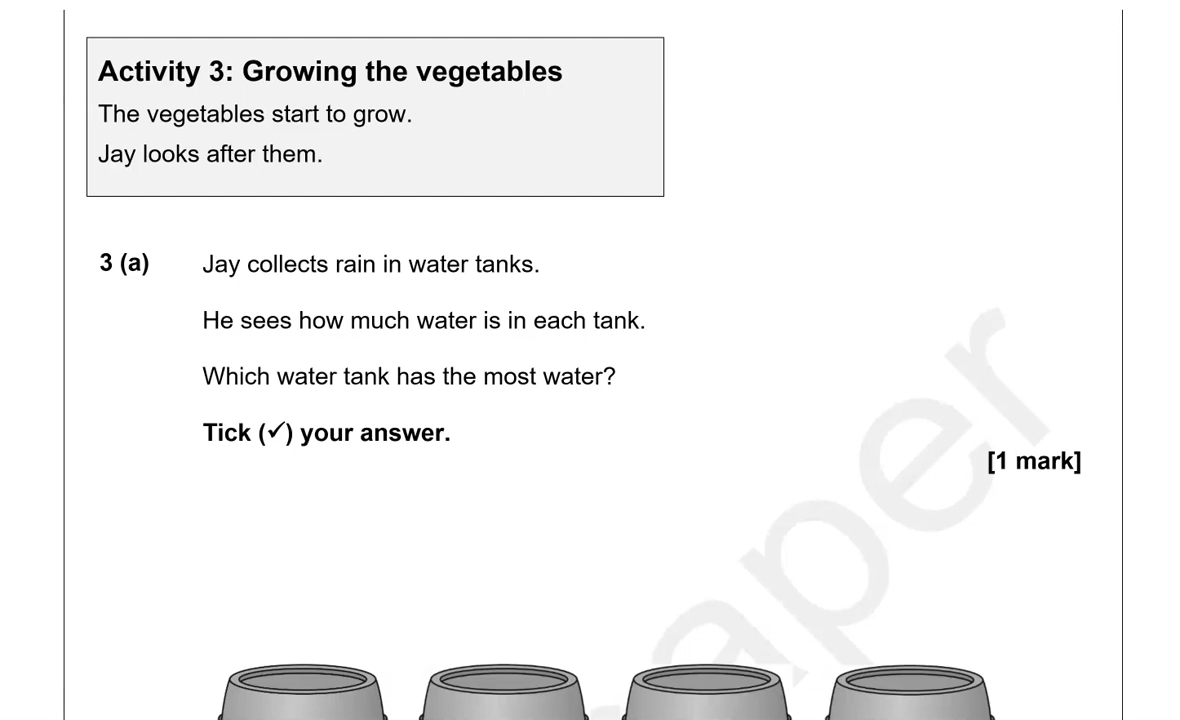 Activity 3: Growing the vegetables
The vegetables start to grow.
Jay looks after them.
3 (a) Jay collects rain in water tanks.
He sees how much water is in each tank.
Which water tank has the most water?
Tick (✓) your answer.
[1 mark]
aper